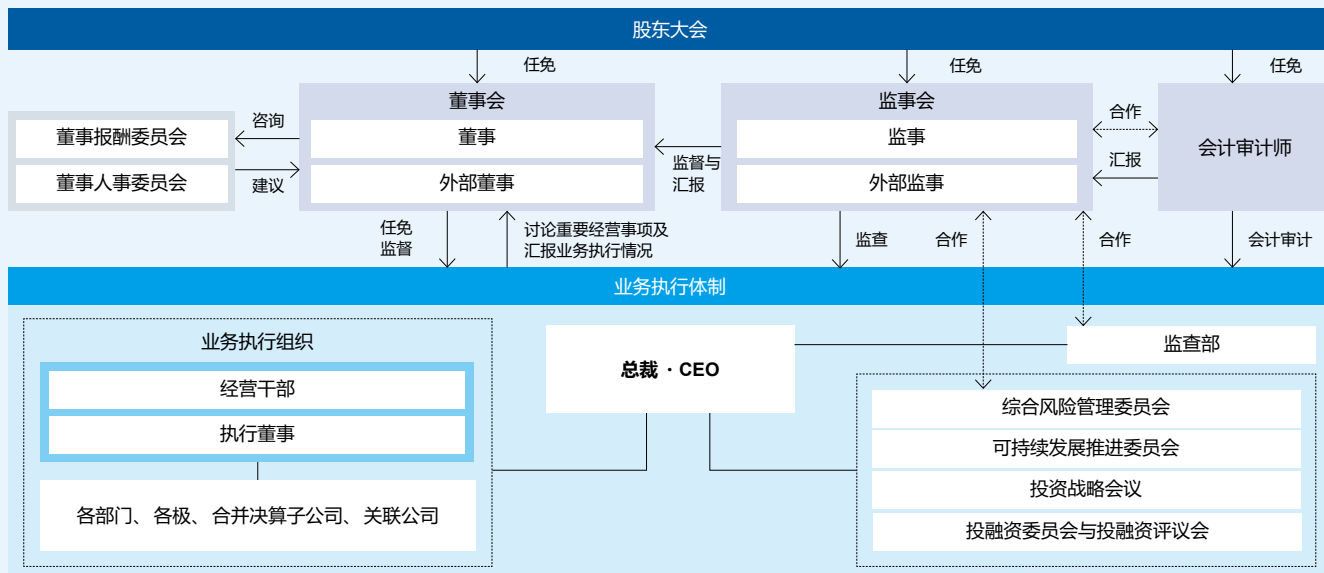 股东大会
任免
任免
任免
董事会
董事
外部董事
监事会
监事
外部监事
会计审计师
董事报酬委员会
董事人事委员会
咨询
建议
监督与
汇报
合作
汇报
任免
监督
讨论重要经营事项及
汇报业务执行情况
监查
合作
合作
会计审计
业务执行体制
业务执行组织
经营干部
执行董事
各部门、各极、合并决算子公司、关联公司
总裁・CEO
监查部
综合风险管理委员会
可持续发展推进委员会
投资战略会议
投融资委员会与投融资评议会